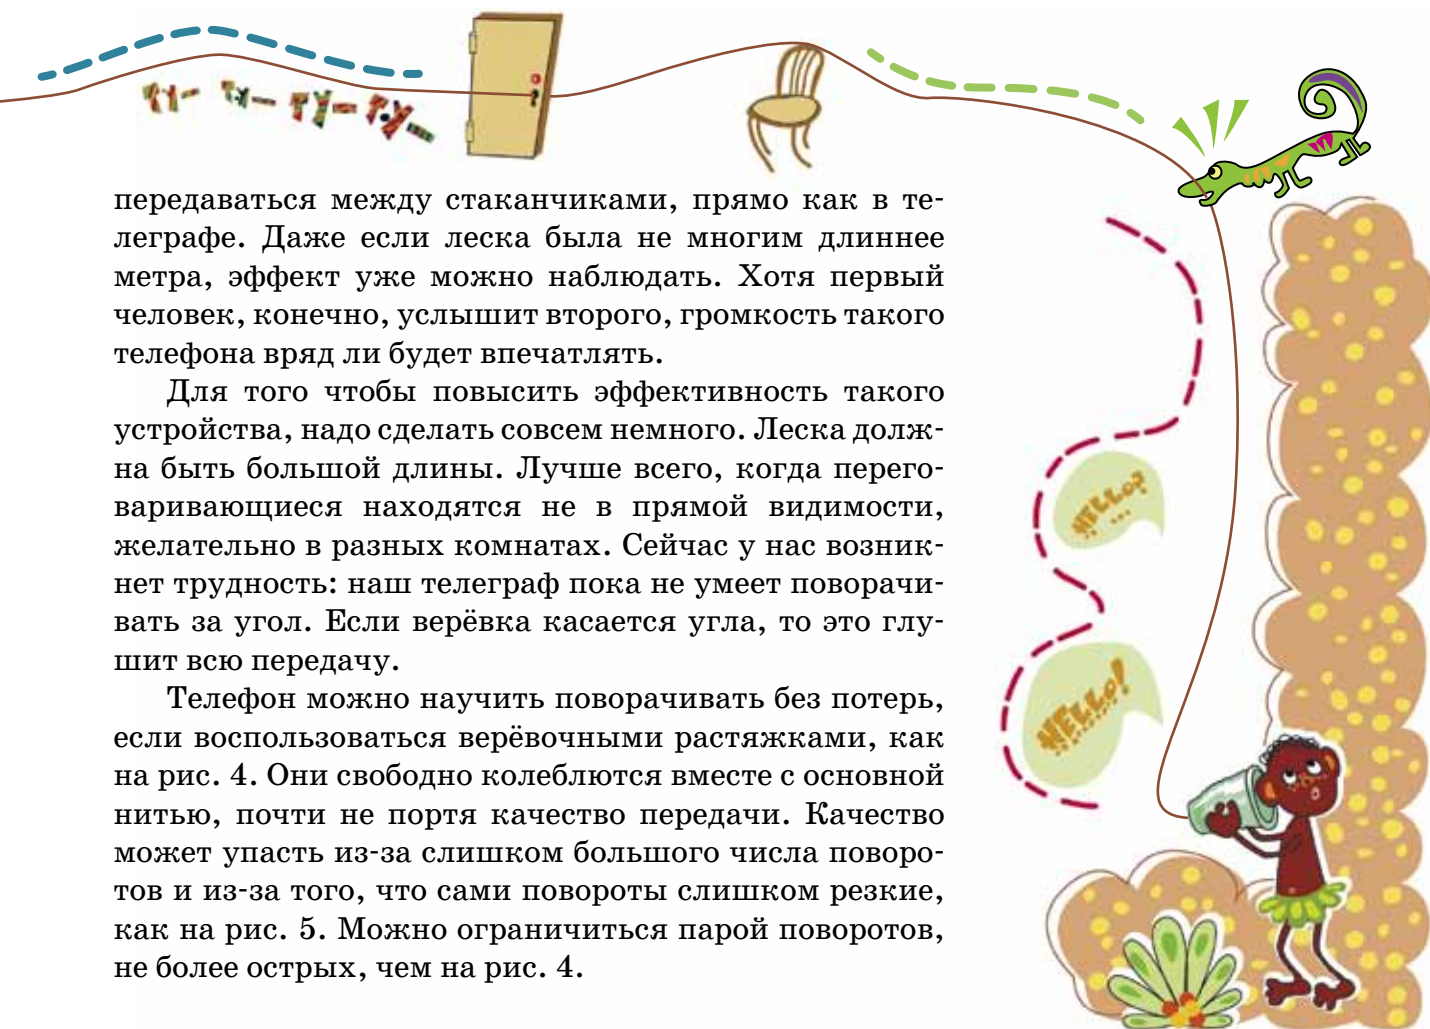 ТУ- ТУ- ТУ- ТУ-
передаваться между стаканчиками, прямо как в те-
леграфе. Даже если леска была не многим длиннее
метра, эффект уже можно наблюдать. Хотя первый
человек, конечно, услышит второго, громкость такого
телефона вряд ли будет впечатлять.
Для того чтобы повысить эффективность такого
устройства, надо сделать совсем немного. Леска долж-
на быть большой длины. Лучше всего, когда перего-
варивающиеся находятся не в прямой видимости,
желательно в разных комнатах. Сейчас у нас возник-
нет трудность: наш телеграф пока не умеет поворачи-
вать за угол. Если верёвка касается угла, то это глу-
шит всю передачу.
Телефон можно научить поворачивать без потерь,
если воспользоваться верёвочными растяжками, как
на рис. 4. Они свободно колеблются вместе с основной
нитью, почти не портя качество передачи. Качество
может упасть из-за слишком большого числа поворо-
тов и из-за того, что сами повороты слишком резкие,
как на рис. 5. Можно ограничиться парой поворотов,
не более острых, чем на рис. 4.
HELLO?
...
HELLO!